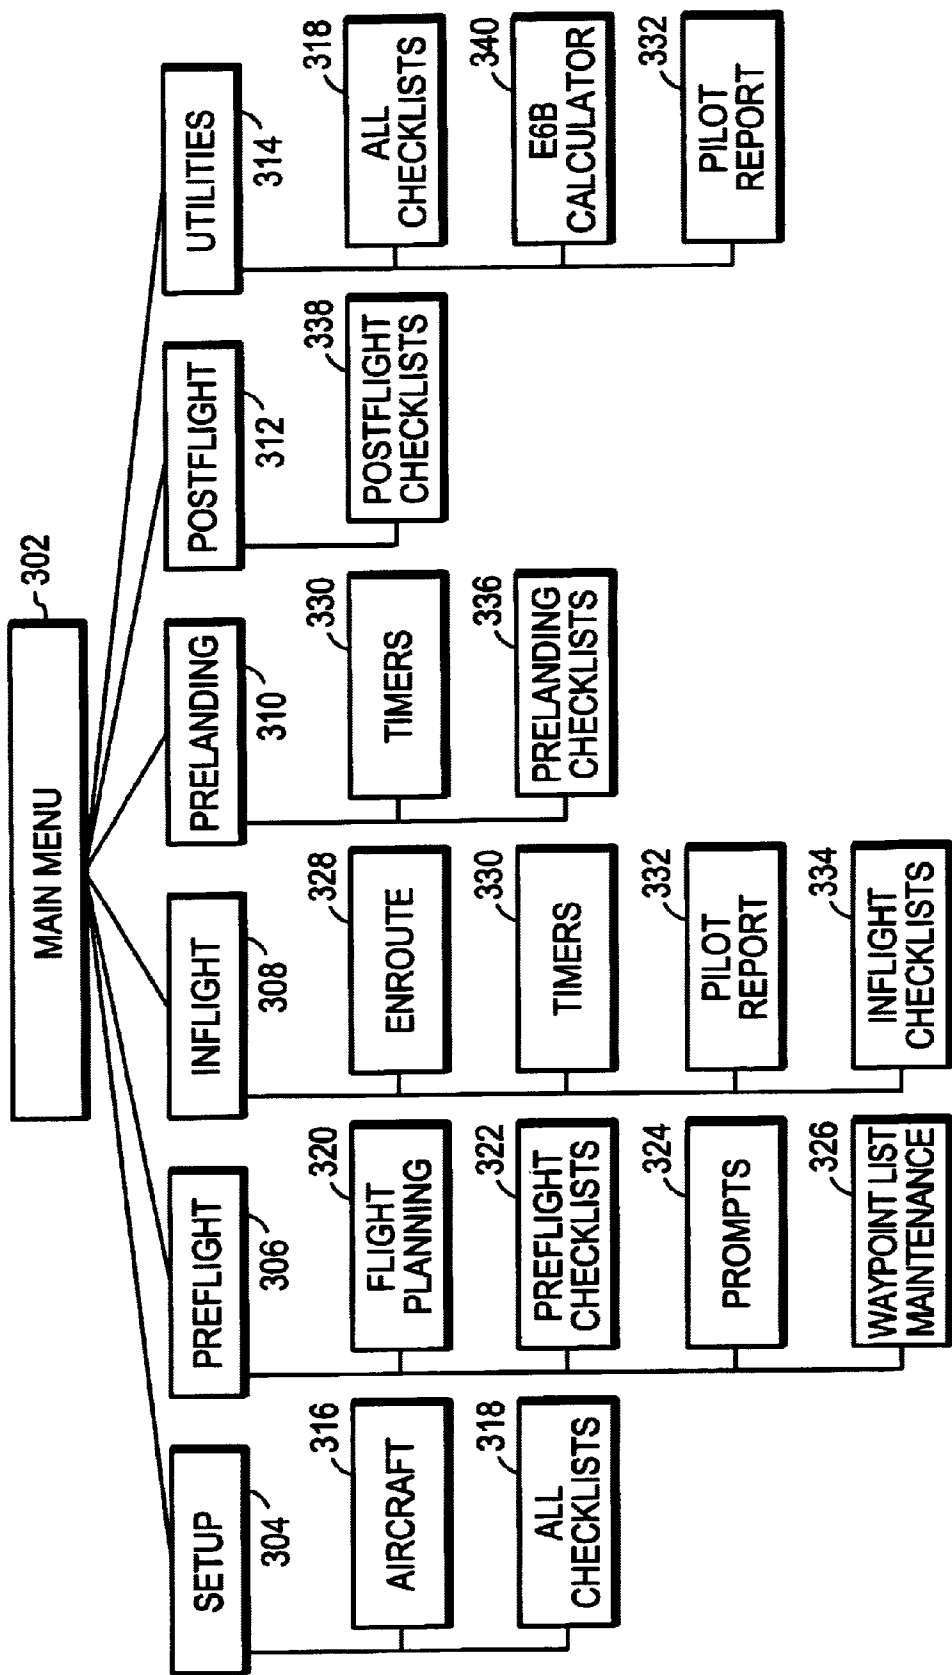 MAIN MENU
302
SETUP
304
AIRCRAFT
316
ALL
CHECKLISTS
318
PREFLIGHT
306
FLIGHT
PLANNING
320
PREFLIGHT
CHECKLISTS
322
PROMPTS
324
WAYPOINT LIST
MAINTENANCE
326
INFLIGHT
308
ENROUTE
328
TIMERS
330
PILOT
REPORT
332
INFLIGHT
CHECKLISTS
334
PRELANDING
310
TIMERS
330
PRELANDING
CHECKLISTS
336
POSTFLIGHT
312
POSTFLIGHT
CHECKLISTS
338
UTILITIES
314
ALL
CHECKLISTS
318
E6B
CALCULATOR
340
PILOT
REPORT
332